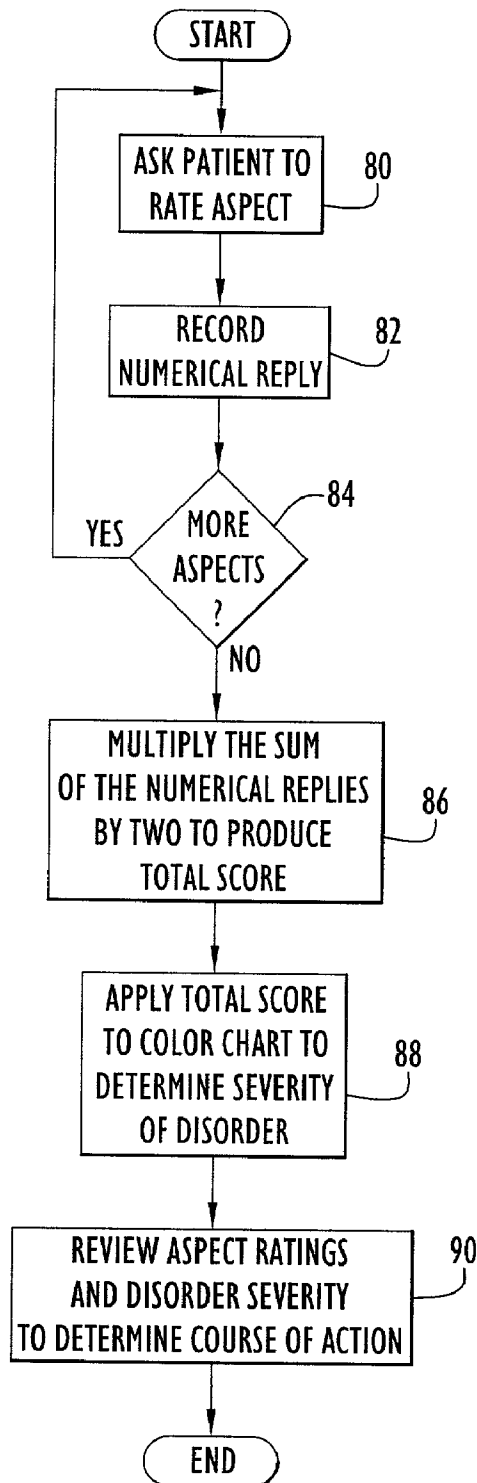 START
ASK PATIENT TO
RATE ASPECT
80
RECORD
NUMERICAL REPLY
82
84
MORE
ASPECTS
?
YES
NO
MULTIPLY THE SUM
OF THE NUMERICAL REPLIES
BY TWO TO PRODUCE
TOTAL SCORE
86
APPLY TOTAL SCORE
TO COLOR CHART TO
DETERMINE SEVERITY
OF DISORDER
88
REVIEW ASPECT RATINGS
AND DISORDER SEVERITY
TO DETERMINE COURSE OF ACTION
90
END